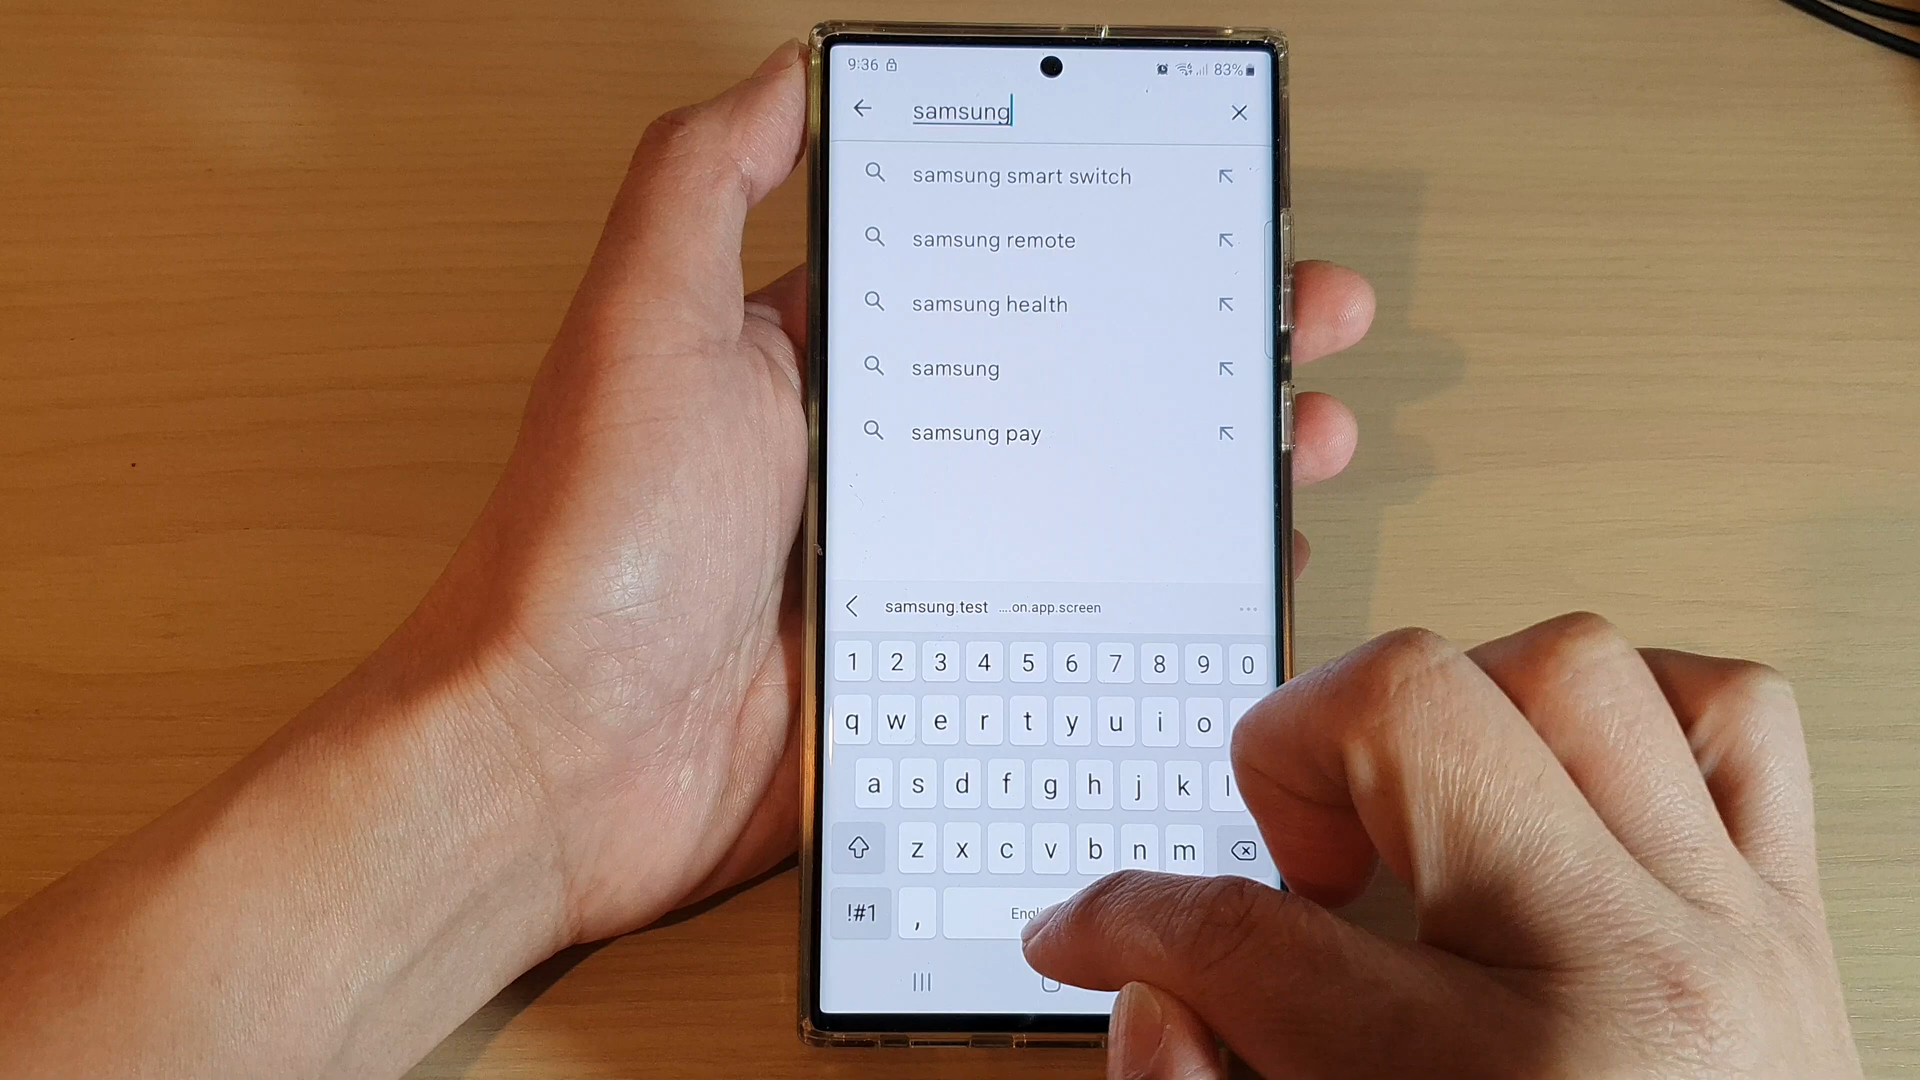 9:36 83%
samsung
samsung smart switch
samsung remote
samsung health
samsung
samsung pay
samsung.test ....on.app.screen
1 2 3 4 5 6 7 8 9 0
q w e r t y u i o
a s d f g h j k l
z x c v b n m
!#1 ,